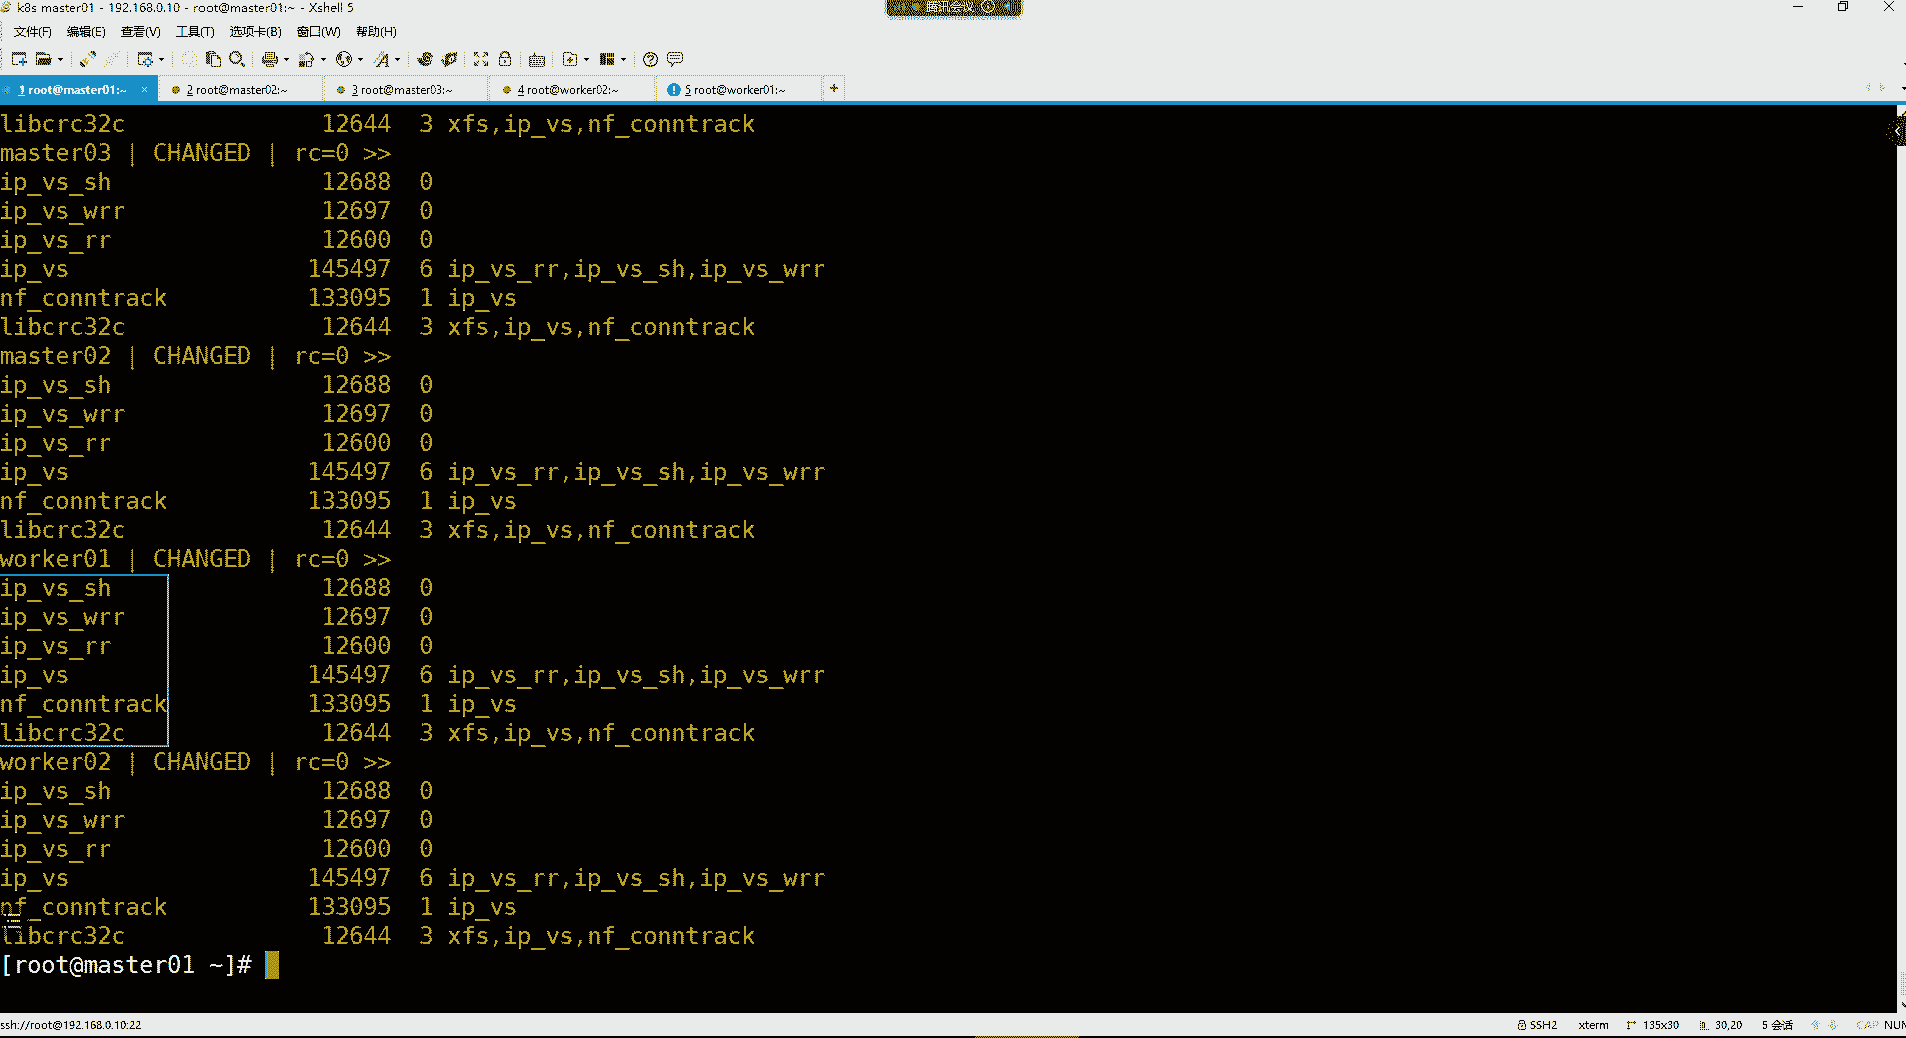 k8s master01 - 192.168.0.10 - root@master01:~ - Xshell 5
腾讯会议
文件(F) 编辑(E) 查看(V) 工具(T) 选项卡(B) 窗口(W) 帮助(H)
1 root@master01:~ × 2 root@master02:~ 3 root@master03:~ 4 root@worker02:~ 5 root@worker01:~ +
libcrc32c 12644 3 xfs,ip_vs,nf_conntrack
master03 | CHANGED | rc=0 >>
ip_vs_sh 12688 0
ip_vs_wrr 12697 0
ip_vs_rr 12600 0
ip_vs 145497 6 ip_vs_rr,ip_vs_sh,ip_vs_wrr
nf_conntrack 133095 1 ip_vs
libcrc32c 12644 3 xfs,ip_vs,nf_conntrack
master02 | CHANGED | rc=0 >>
ip_vs_sh 12688 0
ip_vs_wrr 12697 0
ip_vs_rr 12600 0
ip_vs 145497 6 ip_vs_rr,ip_vs_sh,ip_vs_wrr
nf_conntrack 133095 1 ip_vs
libcrc32c 12644 3 xfs,ip_vs,nf_conntrack
worker01 | CHANGED | rc=0 >>
ip_vs_sh 12688 0
ip_vs_wrr 12697 0
ip_vs_rr 12600 0
ip_vs 145497 6 ip_vs_rr,ip_vs_sh,ip_vs_wrr
nf_conntrack 133095 1 ip_vs
libcrc32c 12644 3 xfs,ip_vs,nf_conntrack
worker02 | CHANGED | rc=0 >>
ip_vs_sh 12688 0
ip_vs_wrr 12697 0
ip_vs_rr 12600 0
ip_vs 145497 6 ip_vs_rr,ip_vs_sh,ip_vs_wrr
nf_conntrack 133095 1 ip_vs
libcrc32c 12644 3 xfs,ip_vs,nf_conntrack
[root@master01 ~]#
ssh://root@192.168.0.10:22 SSH2 xterm 135x30 30,20 5 会话 CAP NUM